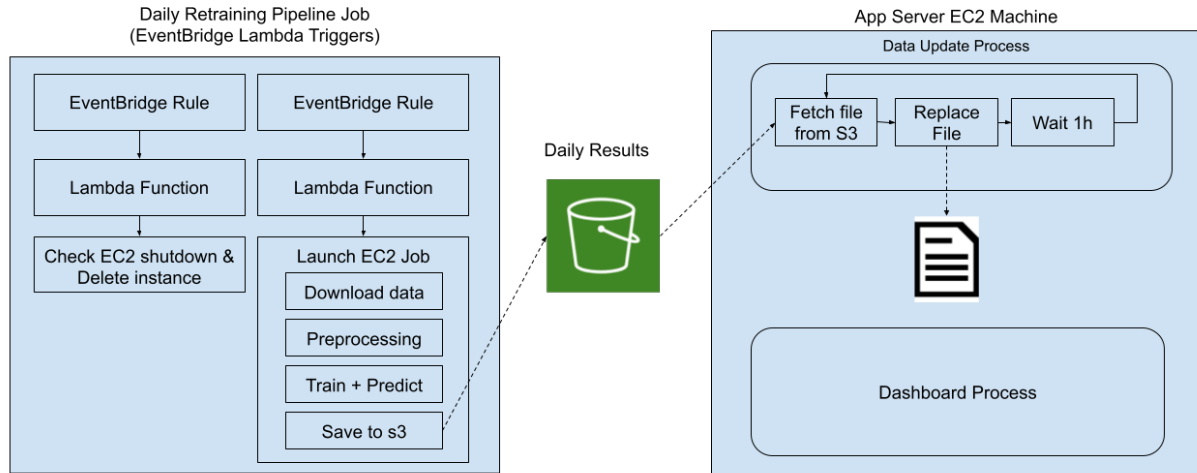 Daily Retraining Pipeline Job
(EventBridge Lambda Triggers)
EventBridge Rule
Lambda Function
Check EC2 shutdown &
Delete instance
EventBridge Rule
Lambda Function
Launch EC2 Job
Download data
Preprocessing
Train + Predict
Save to s3
Daily Results
App Server EC2 Machine
Data Update Process
Fetch file
from S3
Replace
File
Wait 1h
Dashboard Process